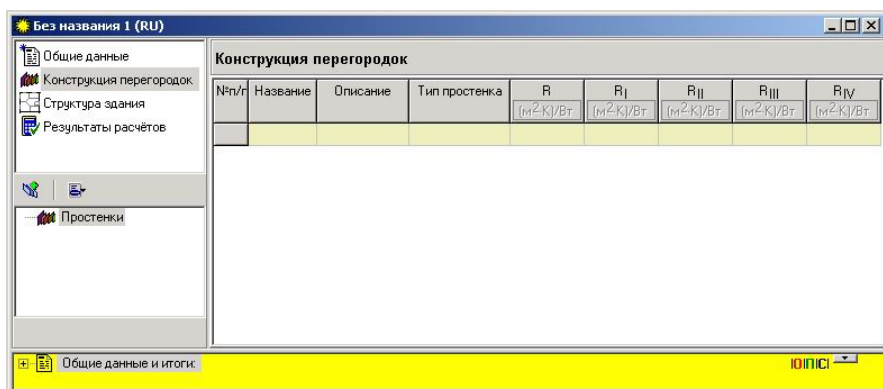 Без названия 1 (RU)
Общие данные
Конструкция перегородок
Структура здания
Результаты расчётов
Простенки
Конструкция перегородок
№п/г Название Описание Тип простенка R RI RII RIII RIV
(м2·K)/Вт (м2·K)/Вт (м2·K)/Вт (м2·K)/Вт (м2·K)/Вт
Общие данные и итоги:
|О|П|С|